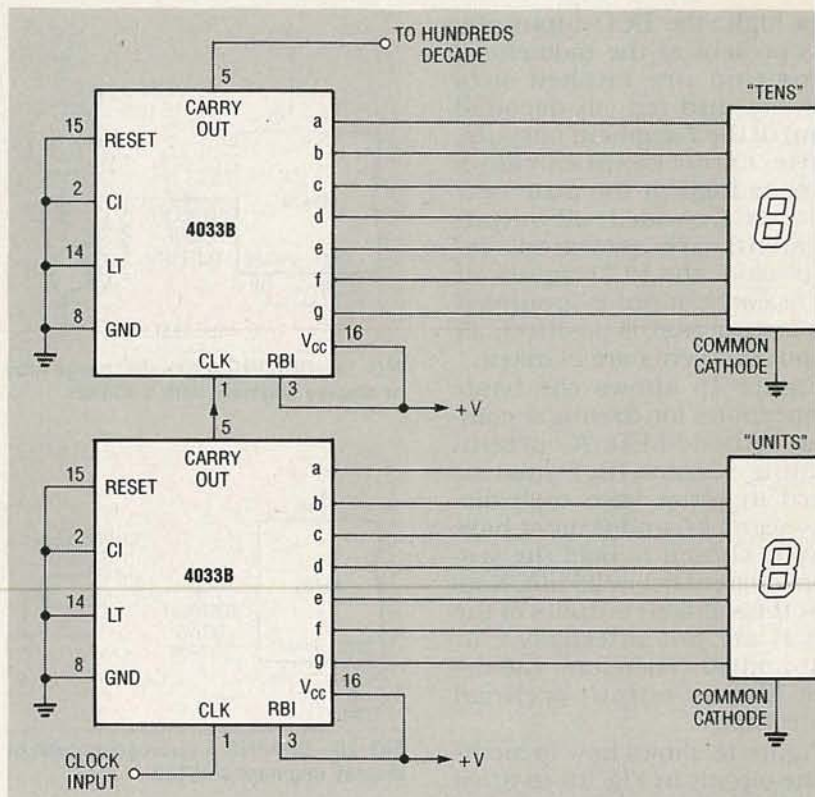 TO HUNDREDS
DECADE
5
"TENS"
CARRY
OUT
a
15
RESET
b
2
CI
c
4033B
d
14
LT
e
f
8
GND
g
VCC
16
CLK
RBI
COMMON
CATHODE
1
3
+V
5
"UNITS"
CARRY OUT
a
15
RESET
b
2
CI
c
4033B
d
14
LT
e
f
8
GND
g
VCC
16
CLK
RBI
COMMON
CATHODE
1
3
CLOCK
INPUT
+V
8
8